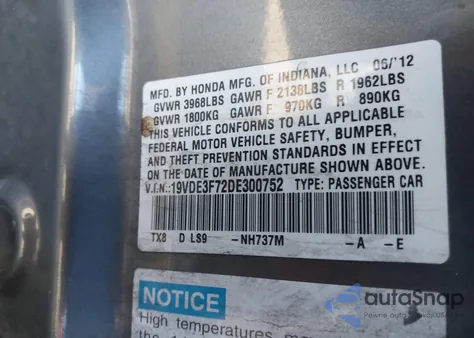 MFD. BY HONDA MFG. OF INDIANA, LLC 06/'12
GVWR 3968LBS GAWR F 2138LBS R 1962LBS
GVWR 1800KG GAWR F 970KG R 890KG
THIS VEHICLE CONFORMS TO ALL APPLICABLE
FEDERAL MOTOR VEHICLE SAFETY, BUMPER,
AND THEFT PREVENTION STANDARDS IN EFFECT
ON THE DATE OF MANUFACTURE SHOWN ABOVE.
V.I.N.:19VDE3F72DE300752 TYPE: PASSENGER CAR
TX8 D LS9 -NH737M -A -E
NOTICE
High temperatures
autoSnap